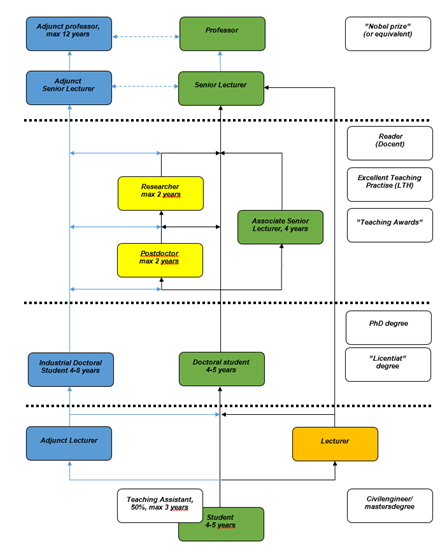 Adjunct professor,
max 12 years
Professor
"Nobel prize"
(or equivalent)
Adjunct
Senior Lecturer
Senior Lecturer
Reader
(Docent)
Researcher
max 2 years
Excellent Teaching
Practise (LTH)
Associate Senior
Lecturer, 4 years
"Teaching Awards"
Postdoctor
max 2 years
PhD degree
Industrial Doctoral
Student 4-8 years
Doctoral student
4-5 years
"Licentiat"
degree
Adjunct Lecturer
Lecturer
Teaching Assistant,
50%, max 3 years
Civilengineer/
mastersdegree
Student
4-5 years